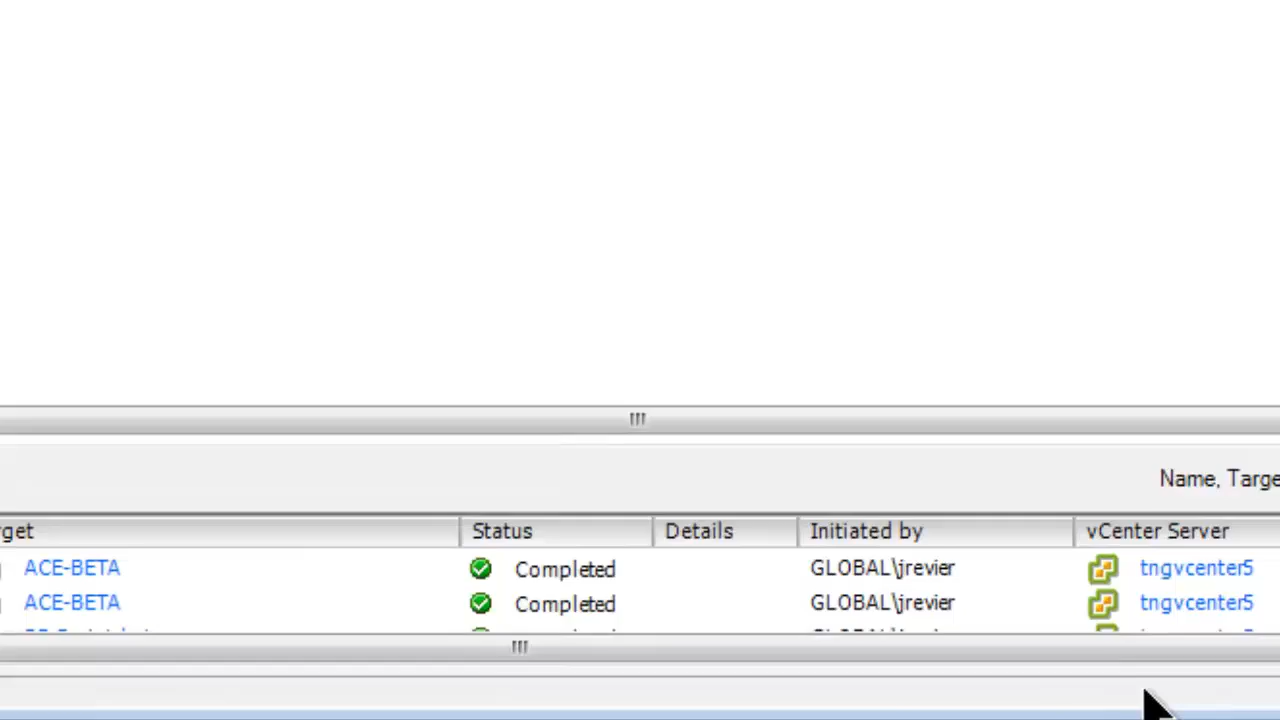 Name, Targe
rget Status Details Initiated by vCenter Server
ACE-BETA Completed GLOBAL\jrevier tngvcenter5
ACE-BETA Completed GLOBAL\jrevier tngvcenter5